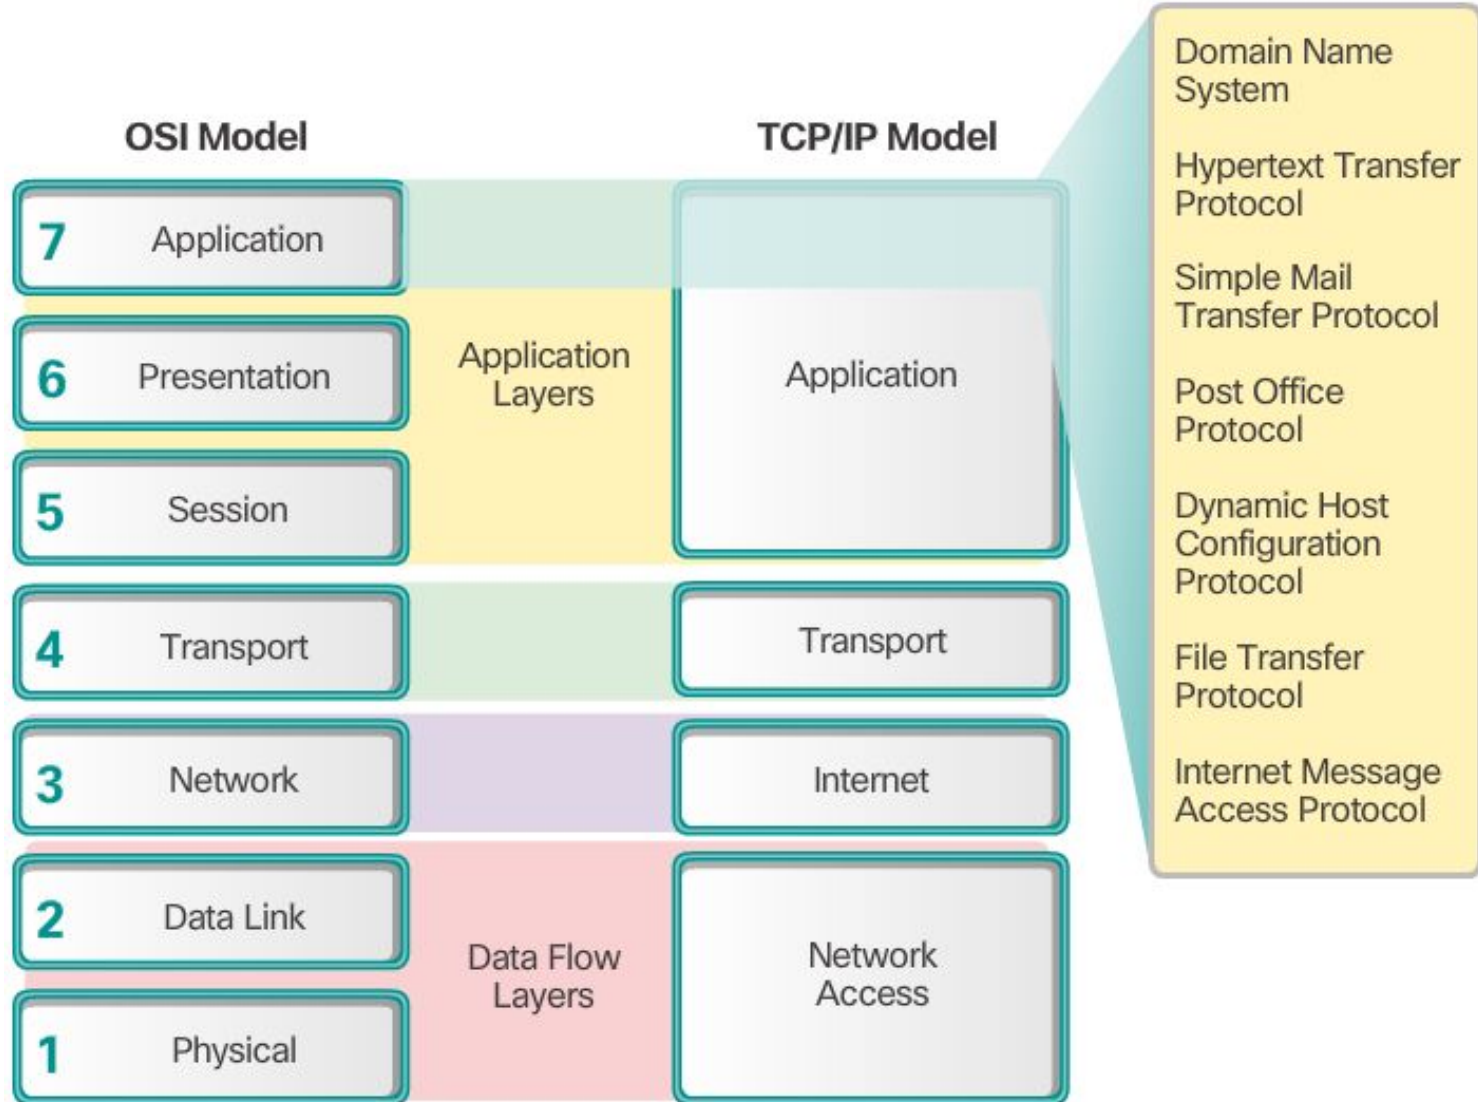 OSI Model
TCP/IP Model
7 Application
6 Presentation
5 Session
4 Transport
3 Network
2 Data Link
1 Physical
Application
Layers
Data Flow
Layers
Application
Transport
Internet
Network
Access
Domain Name
System
Hypertext Transfer
Protocol
Simple Mail
Transfer Protocol
Post Office
Protocol
Dynamic Host
Configuration
Protocol
File Transfer
Protocol
Internet Message
Access Protocol